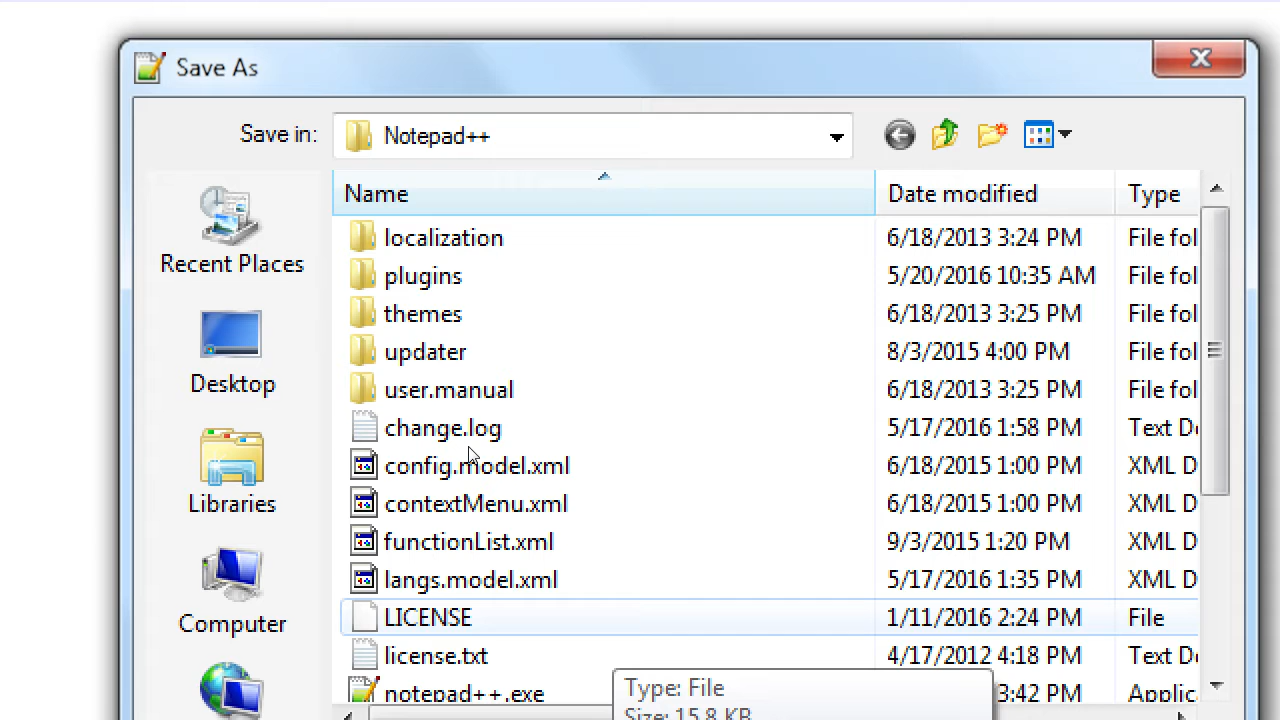 Save As
Save in: Notepad++
Name Date modified Type
localization 6/18/2013 3:24 PM File fol
plugins 5/20/2016 10:35 AM File fol
themes 6/18/2013 3:25 PM File fol
updater 8/3/2015 4:00 PM File fol
user.manual 6/18/2013 3:25 PM File fol
change.log 5/17/2016 1:58 PM Text D
config.model.xml 6/18/2015 1:00 PM XML D
contextMenu.xml 6/18/2015 1:00 PM XML D
functionList.xml 9/3/2015 1:20 PM XML D
langs.model.xml 5/17/2016 1:35 PM XML D
LICENSE 1/11/2016 2:24 PM File
license.txt 4/17/2012 4:18 PM Text D
notepad++.exe 3:42 PM Applic
Recent Places
Desktop
Libraries
Computer
Type: File
Size: 15.8 KB